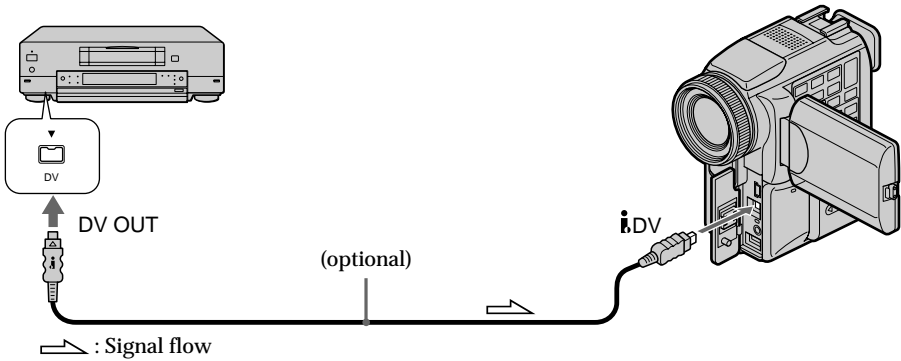 DV
DV OUT
i DV
(optional)
: Signal flow